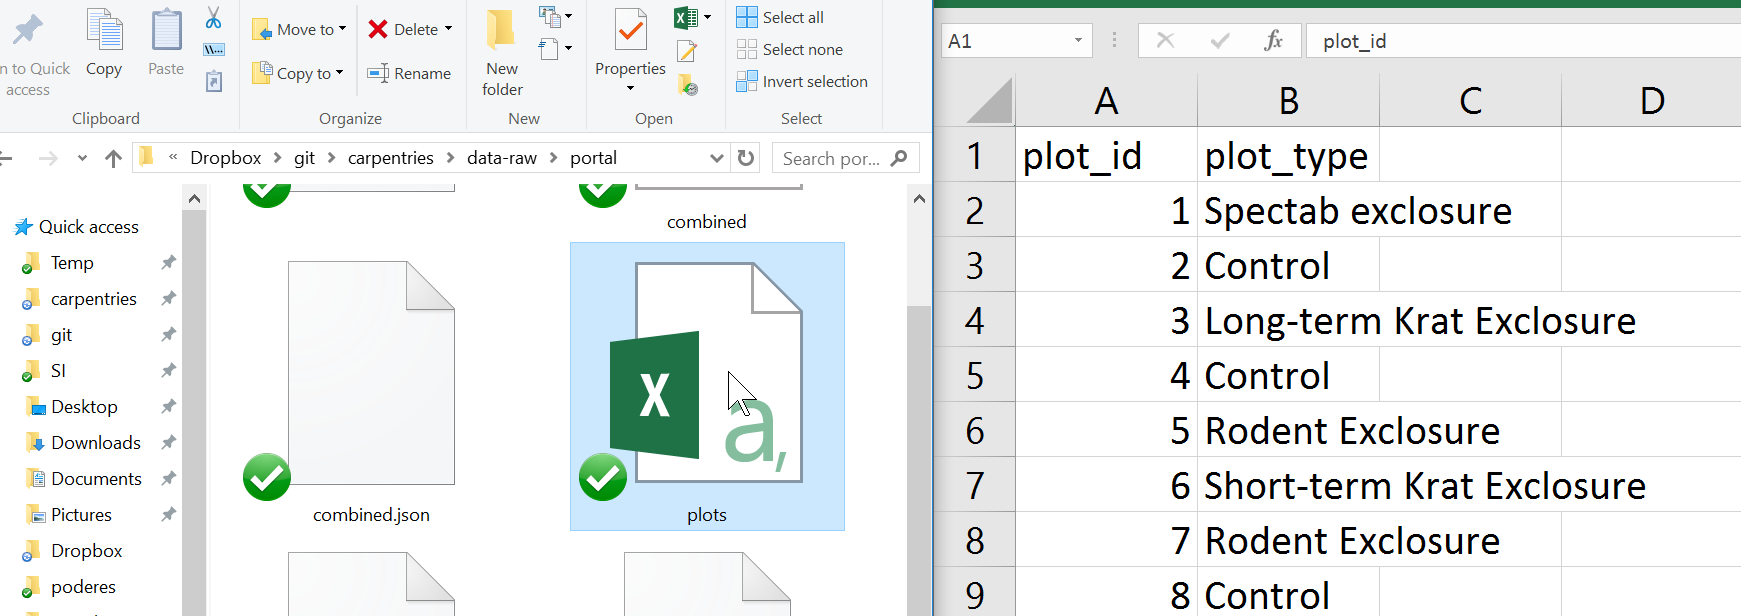 n to Quick
access
Copy
Paste
Clipboard
Move to
Copy to
Delete
Rename
Organize
New
folder
New
Properties
Open
Select all
Select none
Invert selection
Select
« Dropbox > git > carpentries > data-raw > portal
Search por...
Quick access
Temp
carpentries
git
SI
Desktop
Downloads
Documents
Pictures
Dropbox
poderes
combined
combined.json
X
a,
plots
A1
fx
plot_id
A B C D
1 plot_id plot_type
2 1 Spectab exclosure
3 2 Control
4 3 Long-term Krat Exclosure
5 4 Control
6 5 Rodent Exclosure
7 6 Short-term Krat Exclosure
8 7 Rodent Exclosure
9 8 Control